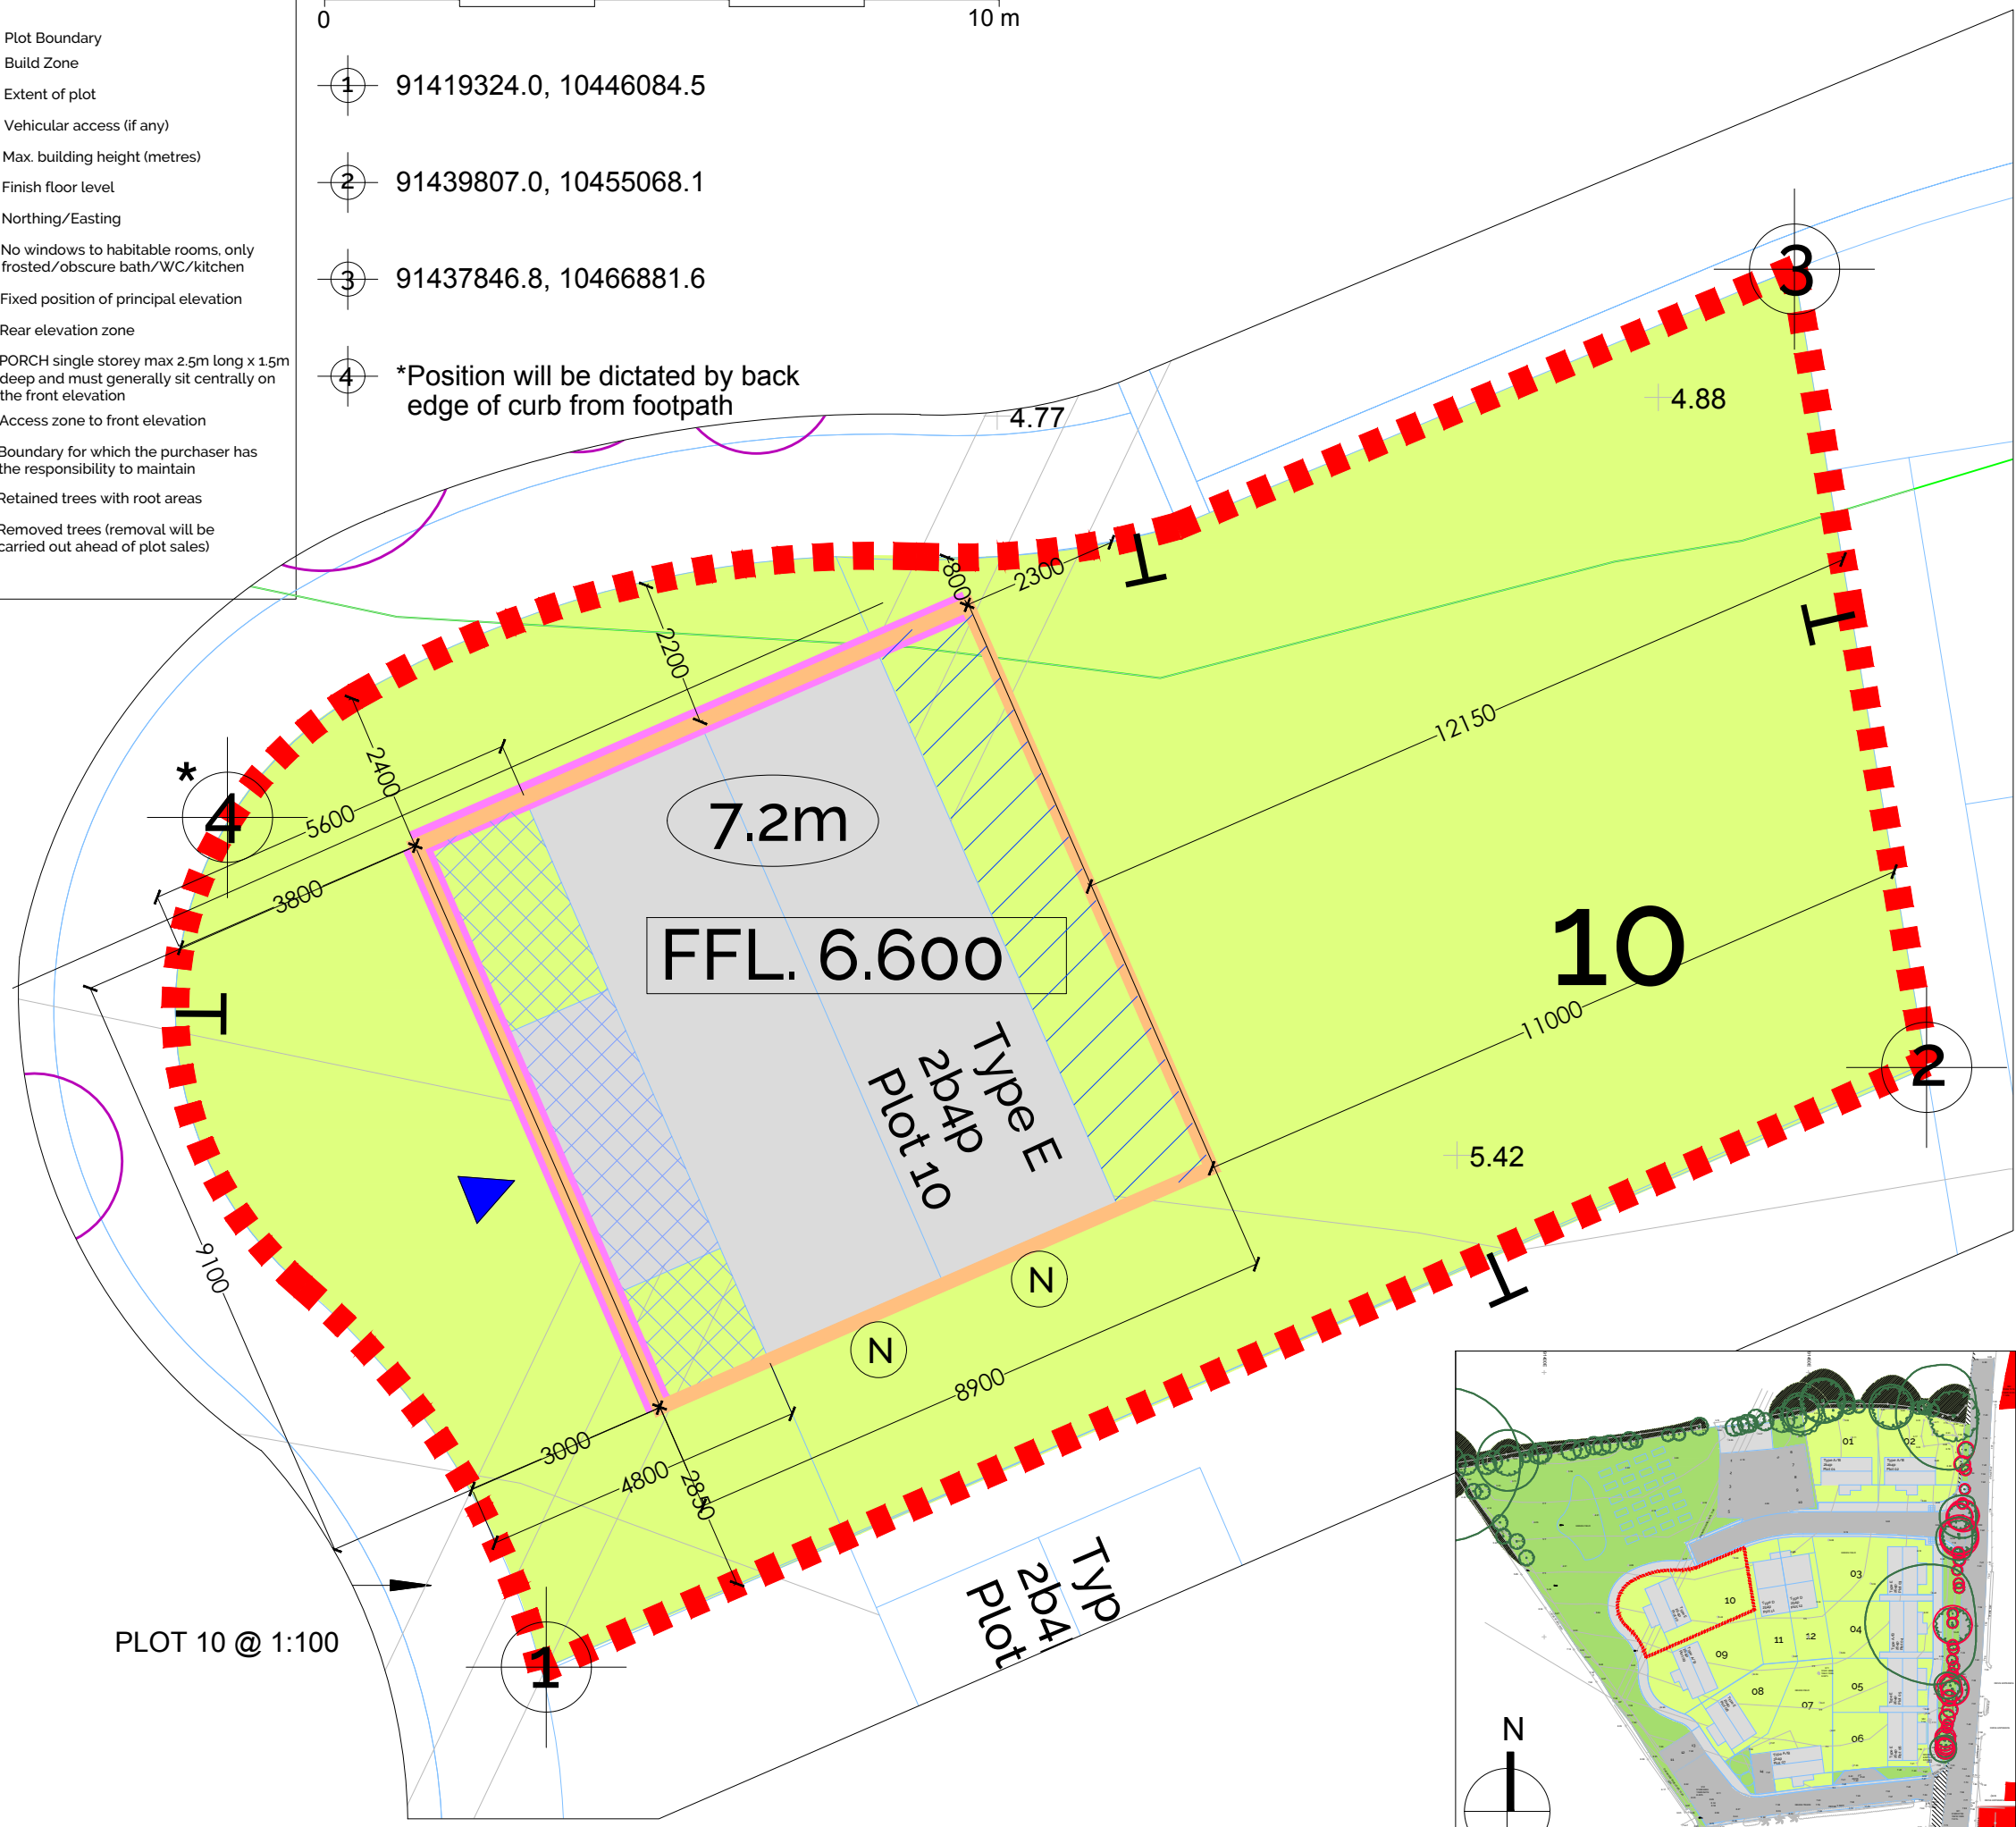 0
10 m
Plot Boundary
Build Zone
Extent of plot
Vehicular access (if any)
Max. building height (metres)
Finish floor level
Northing/Easting
No windows to habitable rooms, only
frosted/obscure bath/WC/kitchen
Fixed position of principal elevation
Rear elevation zone
PORCH single storey max 2.5m long x 1.5m
deep and must generally sit centrally on
the front elevation
Access zone to front elevation
Boundary for which the purchaser has
the responsibility to maintain
Retained trees with root areas
Removed trees (removal will be
carried out ahead of plot sales)
1 91419324.0, 10446084.5
2 91439807.0, 10455068.1
3 91437846.8, 10466881.6
4 *Position will be dictated by back
edge of curb from footpath
4.77
3
4.88
T
800
2300
T
2200
2400
12150
* 4
5600
7.2m
3800
FFL. 6.600
10
T
11000
Type E
2b4p
Plot 10
2
5.42
N
N
T
9100
8900
3000
4800
2850
Typ
2b4
Plot
PLOT 10 @ 1:100
1
N
01
02
03
10
04
11
12
09
05
08
07
06